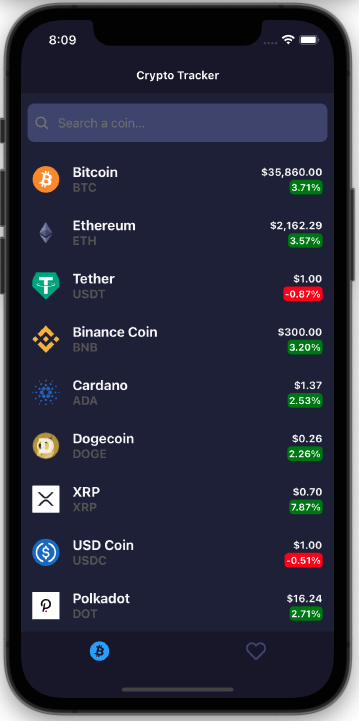 8:09
Crypto Tracker
Search a coin...
Bitcoin $35,860.00
BTC 3.71%
Ethereum $2,162.29
ETH 3.57%
Tether $1.00
USDT -0.87%
Binance Coin $300.00
BNB 3.20%
Cardano $1.37
ADA 2.53%
Dogecoin $0.26
DOGE 2.26%
XRP $0.70
XRP 7.87%
USD Coin $1.00
USDC -0.51%
Polkadot $16.24
DOT 2.71%